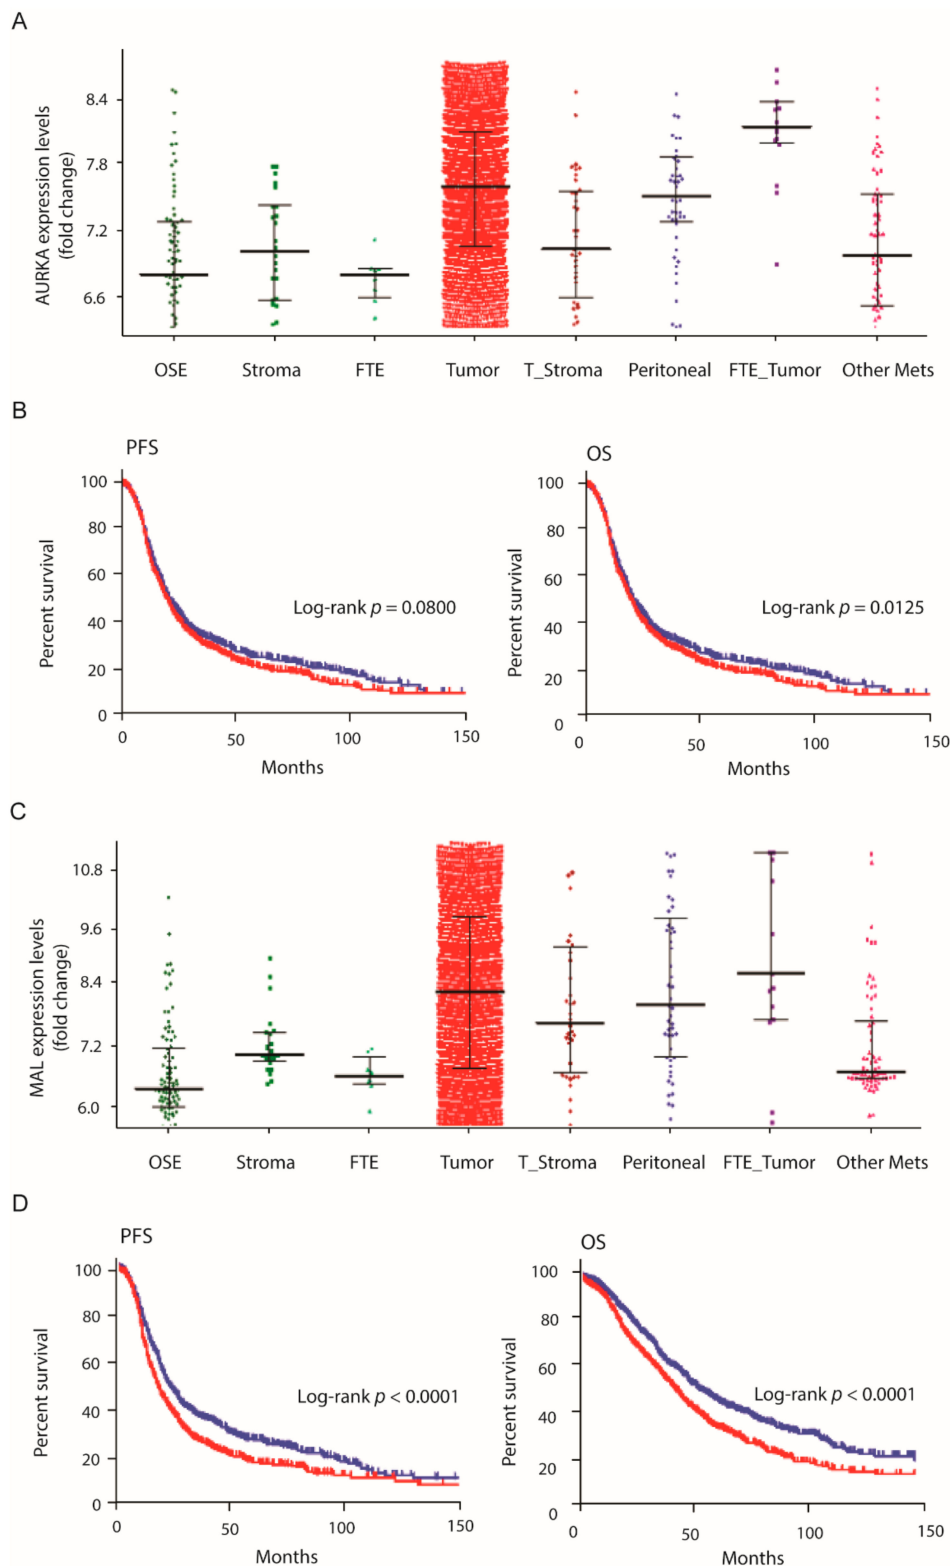 A
AURKA expression levels
(fold change)
8.4
7.8
7.2
6.6
OSE Stroma FTE Tumor T_Stroma Peritoneal FTE_Tumor Other Mets
B
PFS
Percent survival
100
80
60
40
20
0
Log-rank p = 0.0800
0 50 100 150
Months
OS
Percent survival
100
80
60
40
20
0
Log-rank p = 0.0125
0 50 100 150
Months
C
MAL expression levels
(fold change)
10.8
9.6
8.4
7.2
6.0
OSE Stroma FTE Tumor T_Stroma Peritoneal FTE_Tumor Other Mets
D
PFS
Percent survival
100
80
60
40
20
0
Log-rank p < 0.0001
0 50 100 150
Months
OS
Percent survival
100
80
60
40
20
0
Log-rank p < 0.0001
0 50 100 150
Months